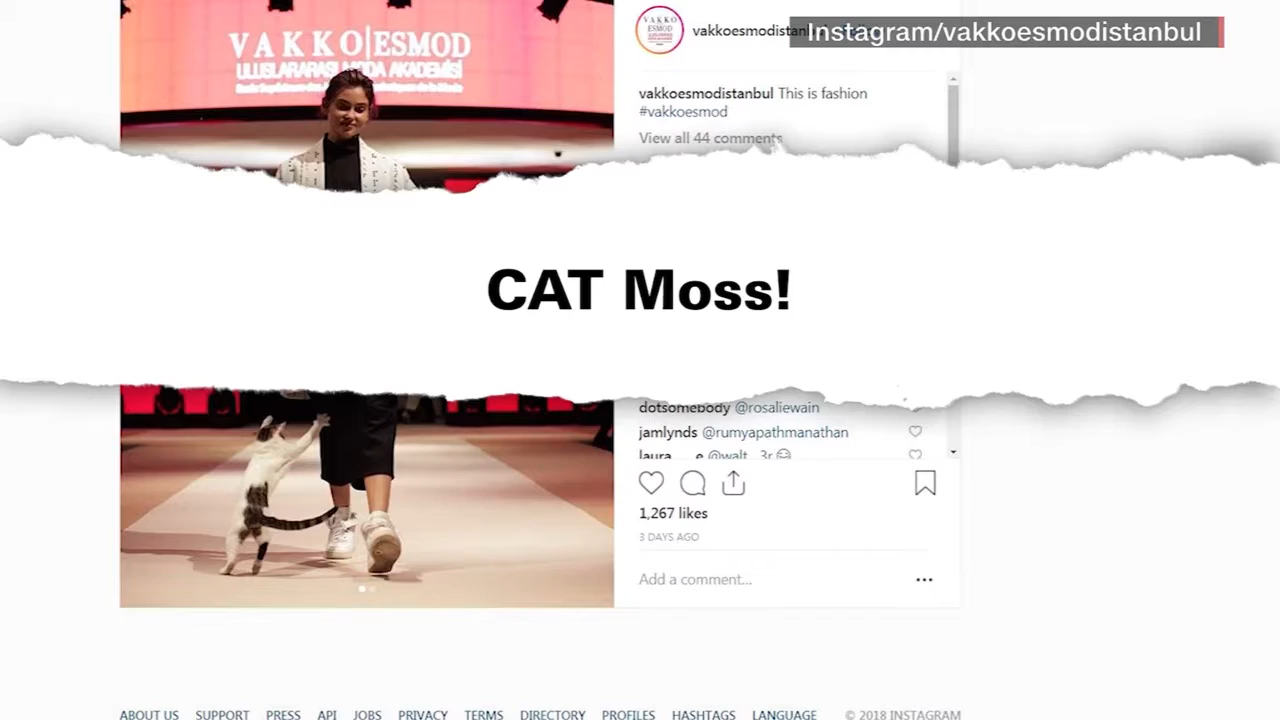 VAKKO|ESMOD
ULUSLARARASI MODA AKADEMİSİ
VAKKO
ESMOD
Instagram/vakkoesmodistanbul
vakkoesmodistanbul This is fashion
#vakkoesmod
View all 44 comments
CAT Moss!
dotsomebody @rosaliewain
jamlynds @rumyapathmanathan
1,267 likes
3 DAYS AGO
Add a comment...
ABOUT US SUPPORT PRESS API JOBS PRIVACY TERMS DIRECTORY PROFILES HASHTAGS LANGUAGE © 2018 INSTAGRAM